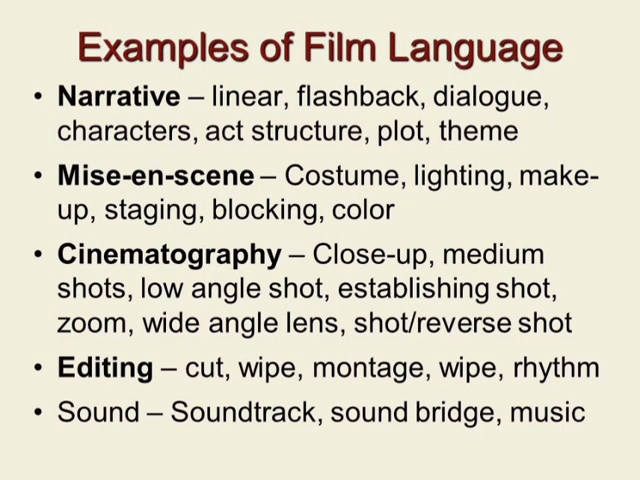 Examples of Film Language
• Narrative – linear, flashback, dialogue,
characters, act structure, plot, theme
• Mise-en-scene – Costume, lighting, make-
up, staging, blocking, color
• Cinematography – Close-up, medium
shots, low angle shot, establishing shot,
zoom, wide angle lens, shot/reverse shot
• Editing – cut, wipe, montage, wipe, rhythm
• Sound – Soundtrack, sound bridge, music